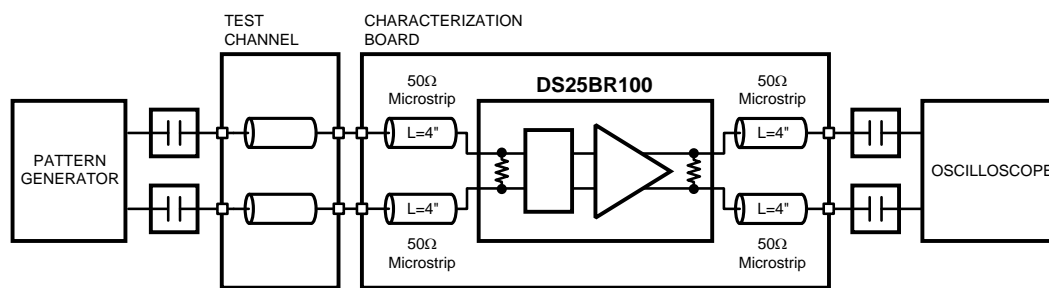 TEST
CHANNEL
CHARACTERIZATION
BOARD
50Ω
Microstrip
DS25BR100
50Ω
Microstrip
L=4"
L=4"
PATTERN
GENERATOR
OSCILLOSCOPE
L=4"
L=4"
50Ω
Microstrip
50Ω
Microstrip